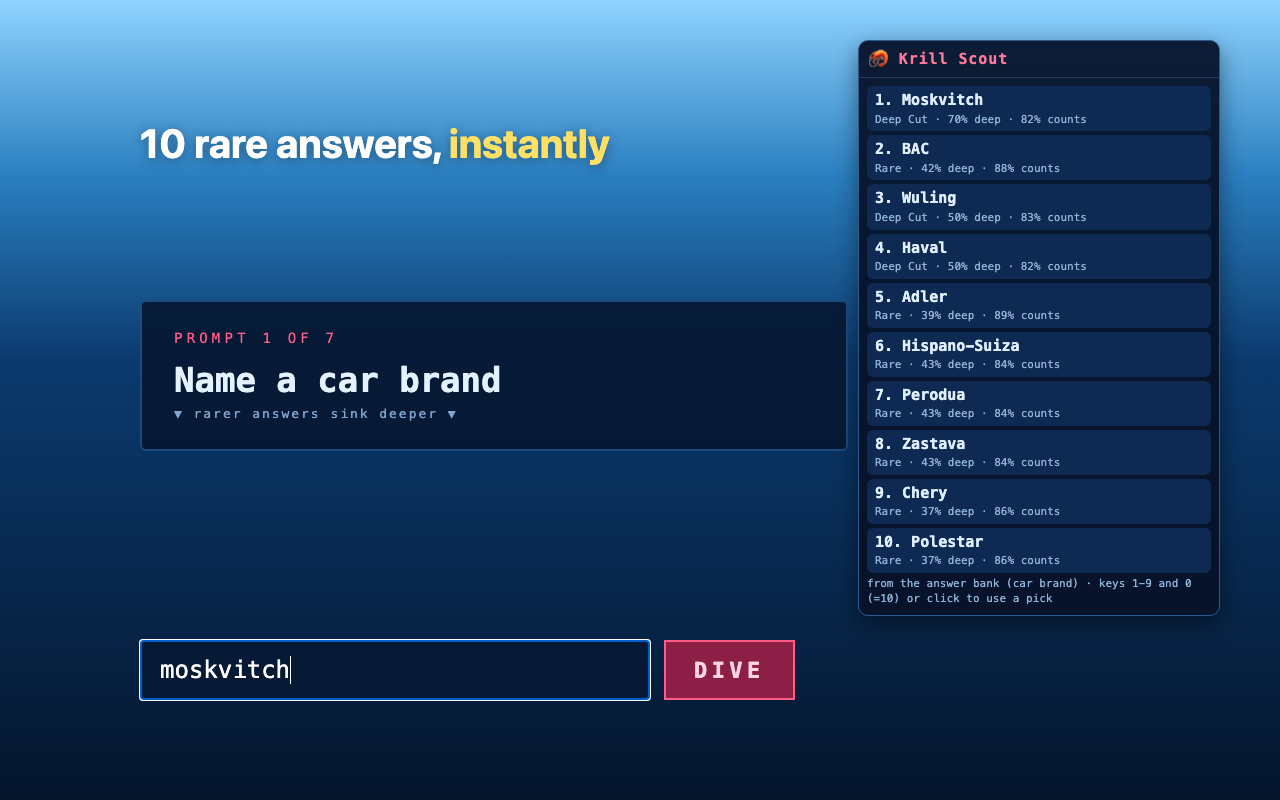 10 rare answers, instantly
PROMPT 1 OF 7
Name a car brand
▼ rarer answers sink deeper ▼
moskvitch
DIVE
🦐 Krill Scout
1. Moskvitch
Deep Cut · 70% deep · 82% counts
2. BAC
Rare · 42% deep · 88% counts
3. Wuling
Deep Cut · 50% deep · 83% counts
4. Haval
Deep Cut · 50% deep · 82% counts
5. Adler
Rare · 39% deep · 89% counts
6. Hispano-Suiza
Rare · 43% deep · 84% counts
7. Perodua
Rare · 43% deep · 84% counts
8. Zastava
Rare · 43% deep · 84% counts
9. Chery
Rare · 37% deep · 86% counts
10. Polestar
Rare · 37% deep · 86% counts
from the answer bank (car brand) · keys 1–9 and 0
(=10) or click to use a pick